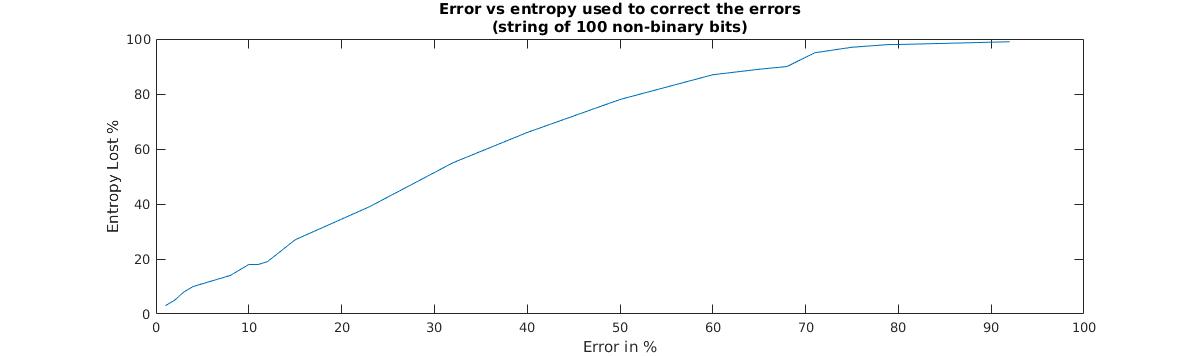 Error vs entropy used to correct the errors
(string of 100 non-binary bits)
100
80
60
40
20
0
Entropy Lost %
0 10 20 30 40 50 60 70 80 90 100
Error in %